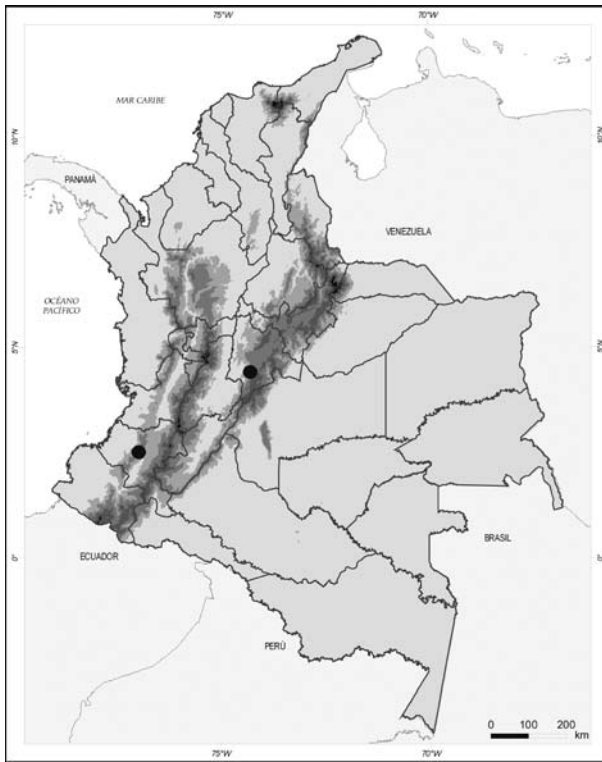 75°W 70°W
MAR CARIBE
10°N 10°N
PANAMÁ
VENEZUELA
OCÉANO
PACÍFICO
5°N 5°N
BRASIL
ECUADOR
0° 0°
PERÚ
0 100 200
km
75°W 70°W